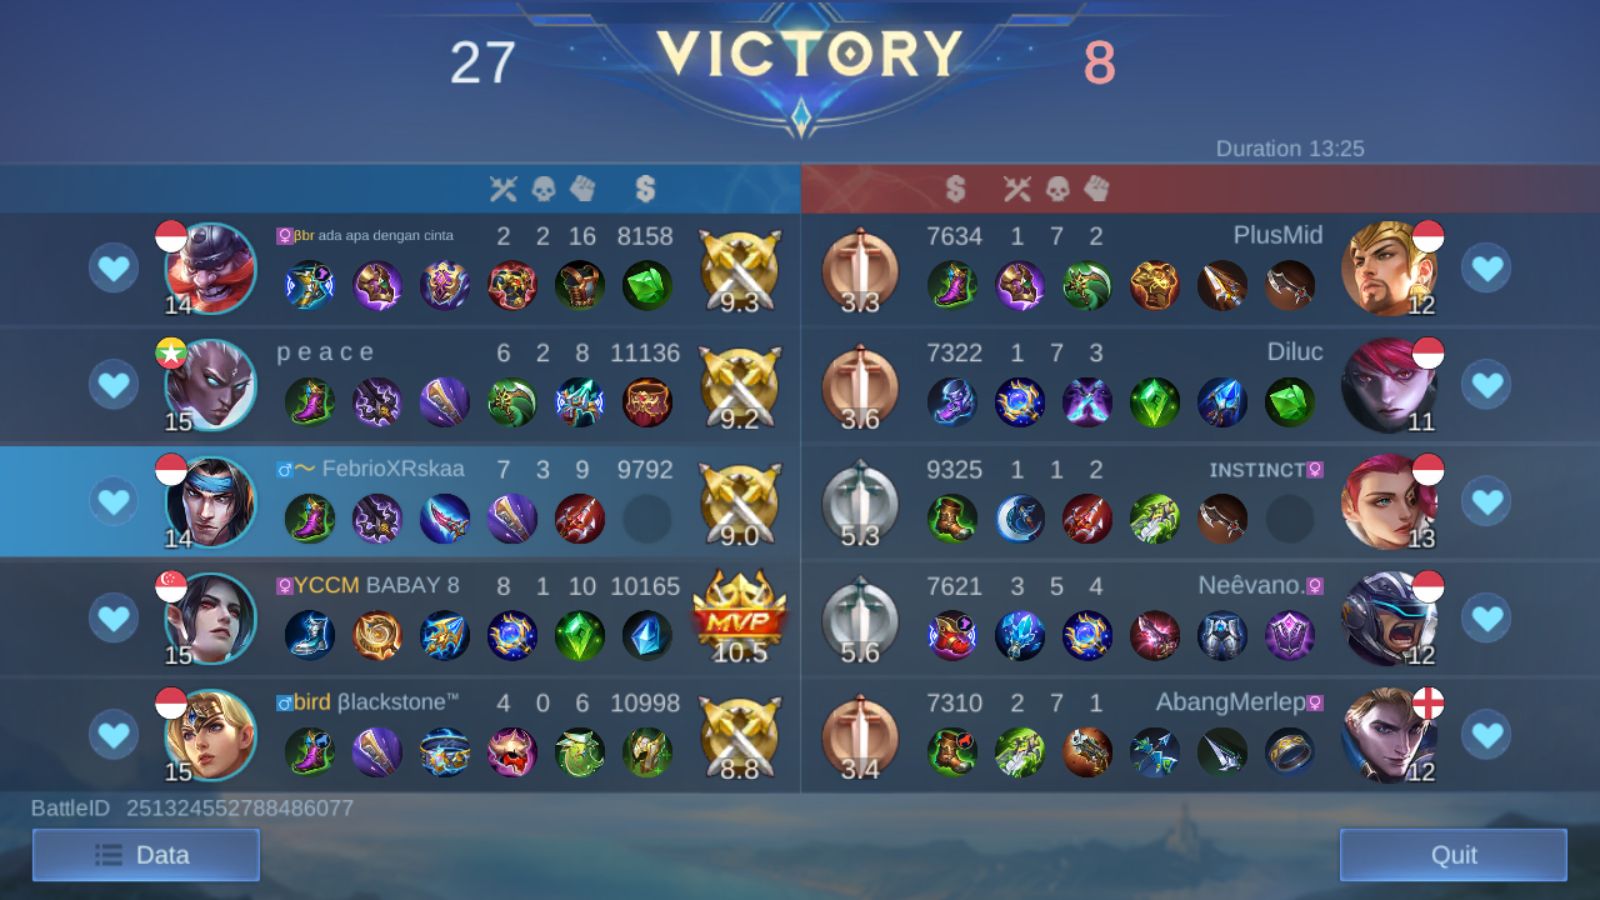 27 VICTORY 8
Duration 13:25
♀βbr ada apa dengan cinta 2 2 16 8158 9.3 14
3.3 7634 1 7 2 PlusMid 12
p e a c e 6 2 8 11136 9.2 15
3.6 7322 1 7 3 Diluc 11
♂～ FebrioXRskaa 7 3 9 9792 9.0 14
5.3 9325 1 1 2 ɪɴsᴛɪɴᴄᴛ♀ 13
♀YCCM BABAY 8 8 1 10 10165 MVP 10.5 15
5.6 7621 3 5 4 Neêvano.♀ 12
♂bird βlackstone™ 4 0 6 10998 8.8 15
3.4 7310 2 7 1 AbangMerlep♀ 12
BattleID 251324552788486077
Data
Quit